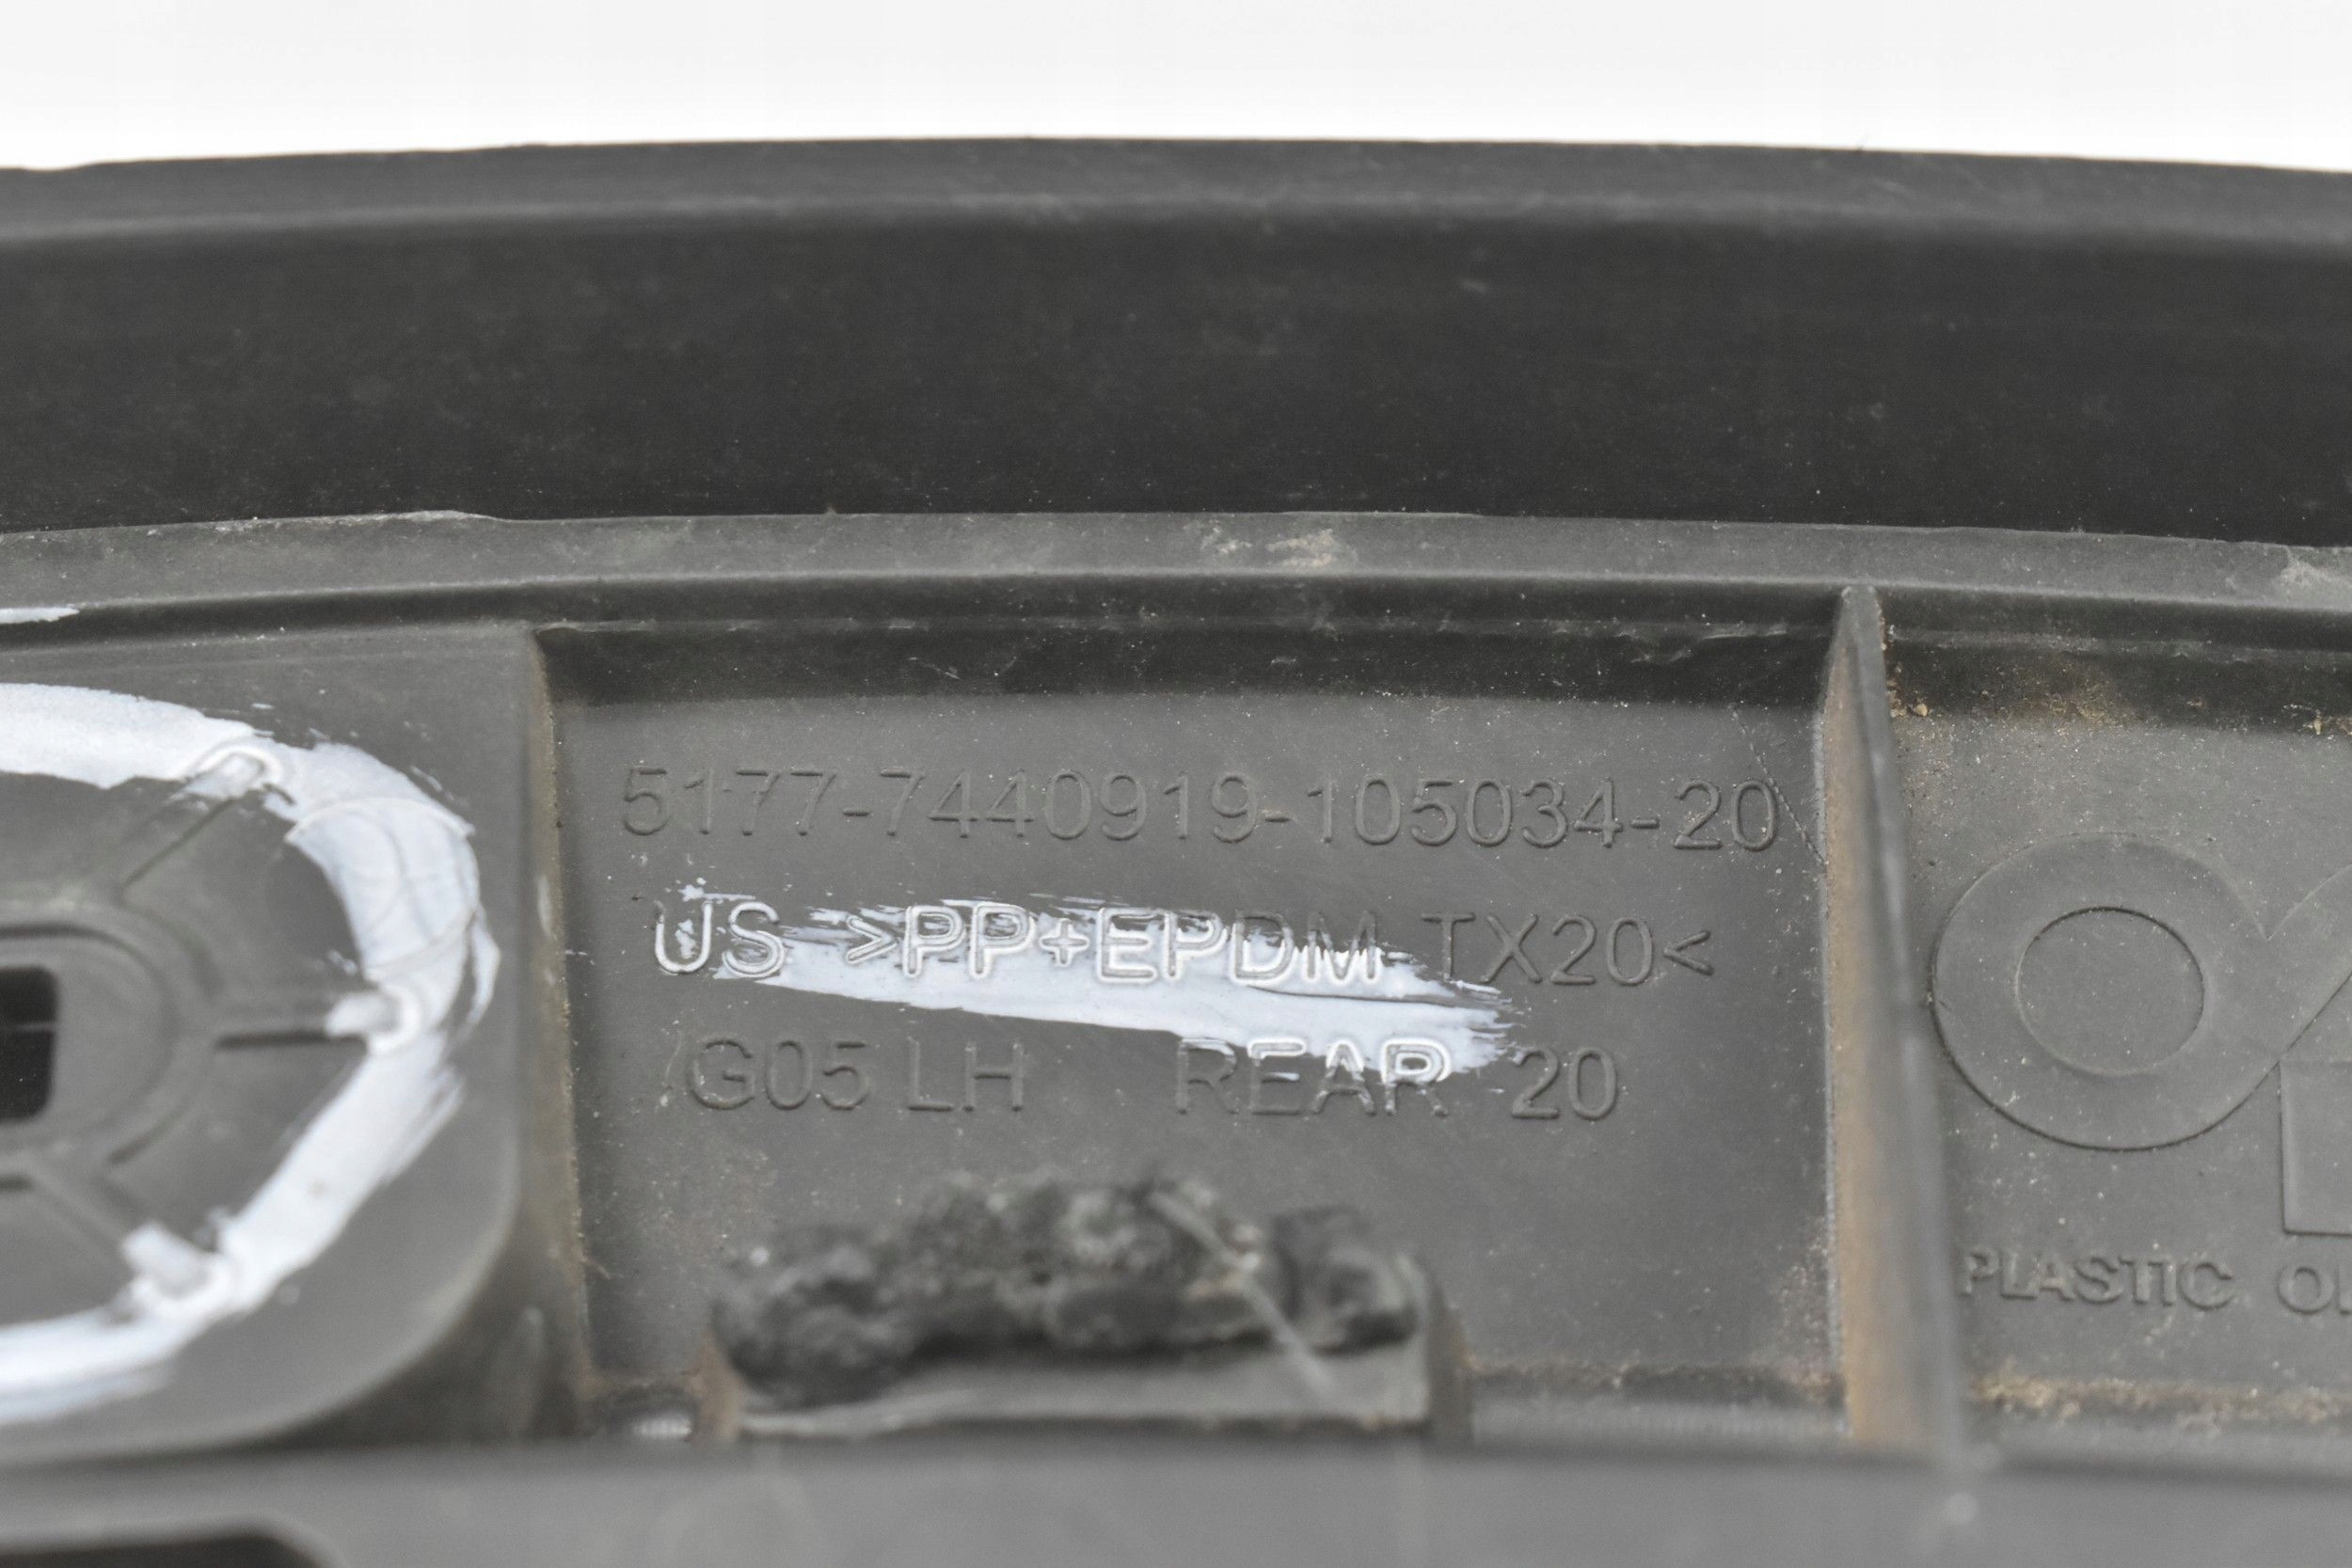 5177-7440919-105034-20
US >PP+EPDM TX20<
G05 LH REAR 20
PLASTIC